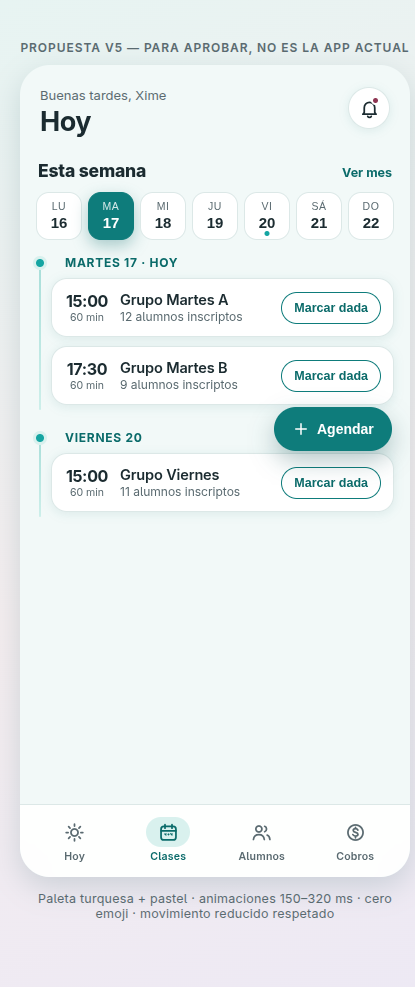 PROPUESTA V5 — PARA APROBAR, NO ES LA APP ACTUAL
Buenas tardes, Xime
Hoy
Esta semana
Ver mes
LU MA MI JU VI SÁ DO
16 17 18 19 20 21 22
MARTES 17 · HOY
15:00 Grupo Martes A
60 min 12 alumnos inscriptos
Marcar dada
17:30 Grupo Martes B
60 min 9 alumnos inscriptos
Marcar dada
+ Agendar
VIERNES 20
15:00 Grupo Viernes
60 min 11 alumnos inscriptos
Marcar dada
Hoy Clases Alumnos Cobros
Paleta turquesa + pastel · animaciones 150–320 ms · cero
emoji · movimiento reducido respetado